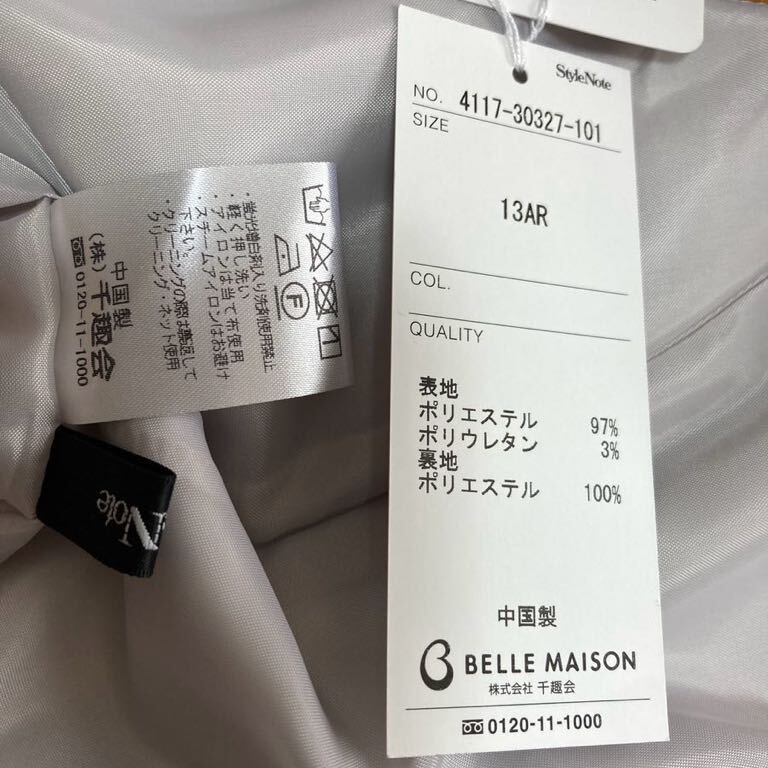 StyleNote
NO. 4117-30327-101
SIZE
13AR
COL.
QUALITY
表地
ポリエステル 97%
ポリウレタン 3%
裏地
ポリエステル 100%
中国製
BELLE MAISON
株式会社 千趣会
0120-11-1000
F
・蛍光増白剤入り洗剤使用禁止
・軽く押し洗い
・アイロンは当て布使用
・スチームアイロンはお避け
下さい。
・クリーニングの際は裏返して
クリーニング・ネット使用
中国製
(株) 千趣会
0120-11-1000
Note